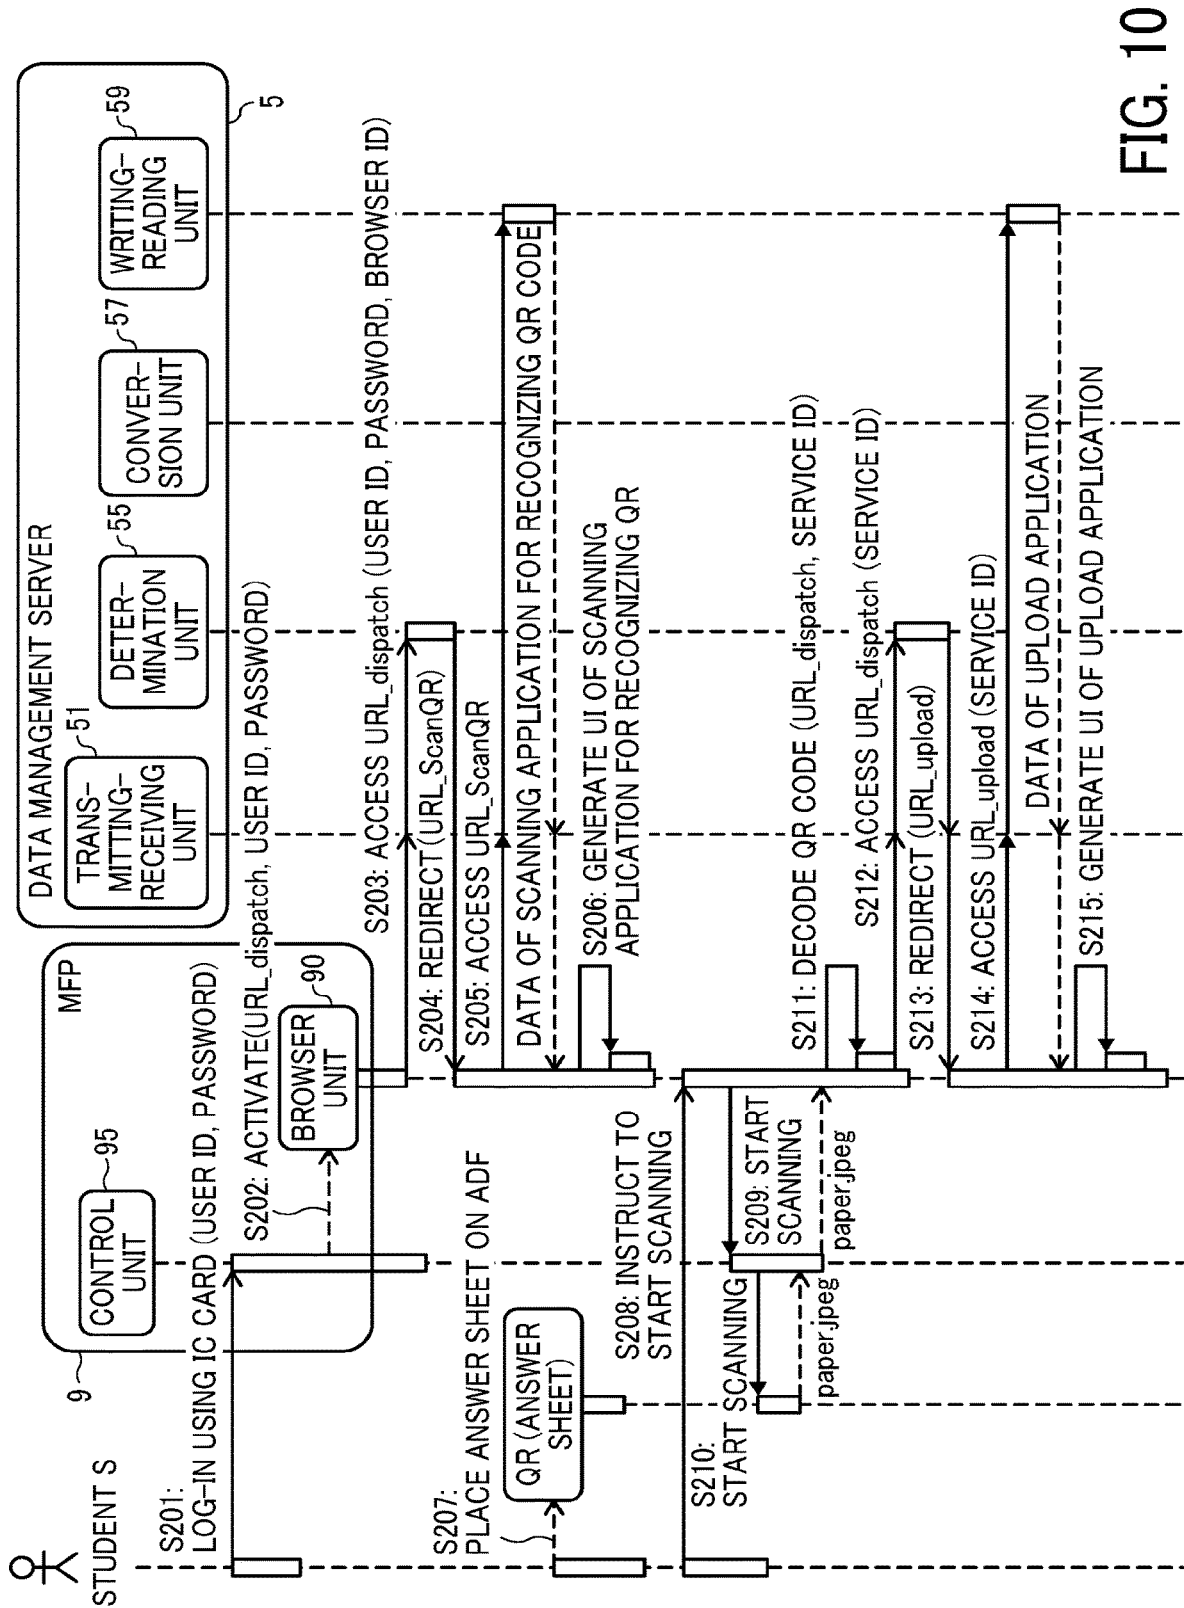 FIG. 10
STUDENT S
MFP
9
CONTROL
UNIT
95
BROWSER
UNIT
90
DATA MANAGEMENT SERVER
5
TRANS-
MITTING-
RECEIVING
UNIT
51
DETER-
MINATION
UNIT
55
CONVER-
SION UNIT
57
WRITING-
READING
UNIT
59
S201:
LOG-IN USING IC CARD (USER ID, PASSWORD)
S202: ACTIVATE(URL_dispatch, USER ID, PASSWORD)
S203: ACCESS URL_dispatch (USER ID, PASSWORD, BROWSER ID)
S204: REDIRECT(URL_ScanQR)
S205: ACCESS URL_ScanQR
DATA OF SCANNING APPLICATION FOR RECOGNIZING QR CODE
S206: GENERATE UI OF SCANNING
APPLICATION FOR RECOGNIZING QR
S207:
PLACE ANSWER SHEET ON ADF
QR (ANSWER
SHEET)
S208: INSTRUCT TO
START SCANNING
S209: START
SCANNING
S210:
START SCANNING
paper.jpeg
paper.jpeg
S211: DECODE QR CODE (URL_dispatch, SERVICE ID)
S212: ACCESS URL_dispatch (SERVICE ID)
S213: REDIRECT (URL_upload)
S214: ACCESS URL_upload (SERVICE ID)
DATA OF UPLOAD APPLICATION
S215: GENERATE UI OF UPLOAD APPLICATION